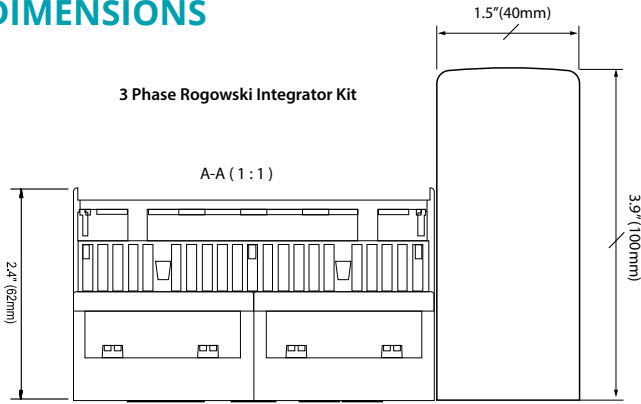 DIMENSIONS
1.5”(40mm)
3 Phase Rogowski Integrator Kit
A-A ( 1 : 1 )
2.4" (62mm)
3.9”(100mm)